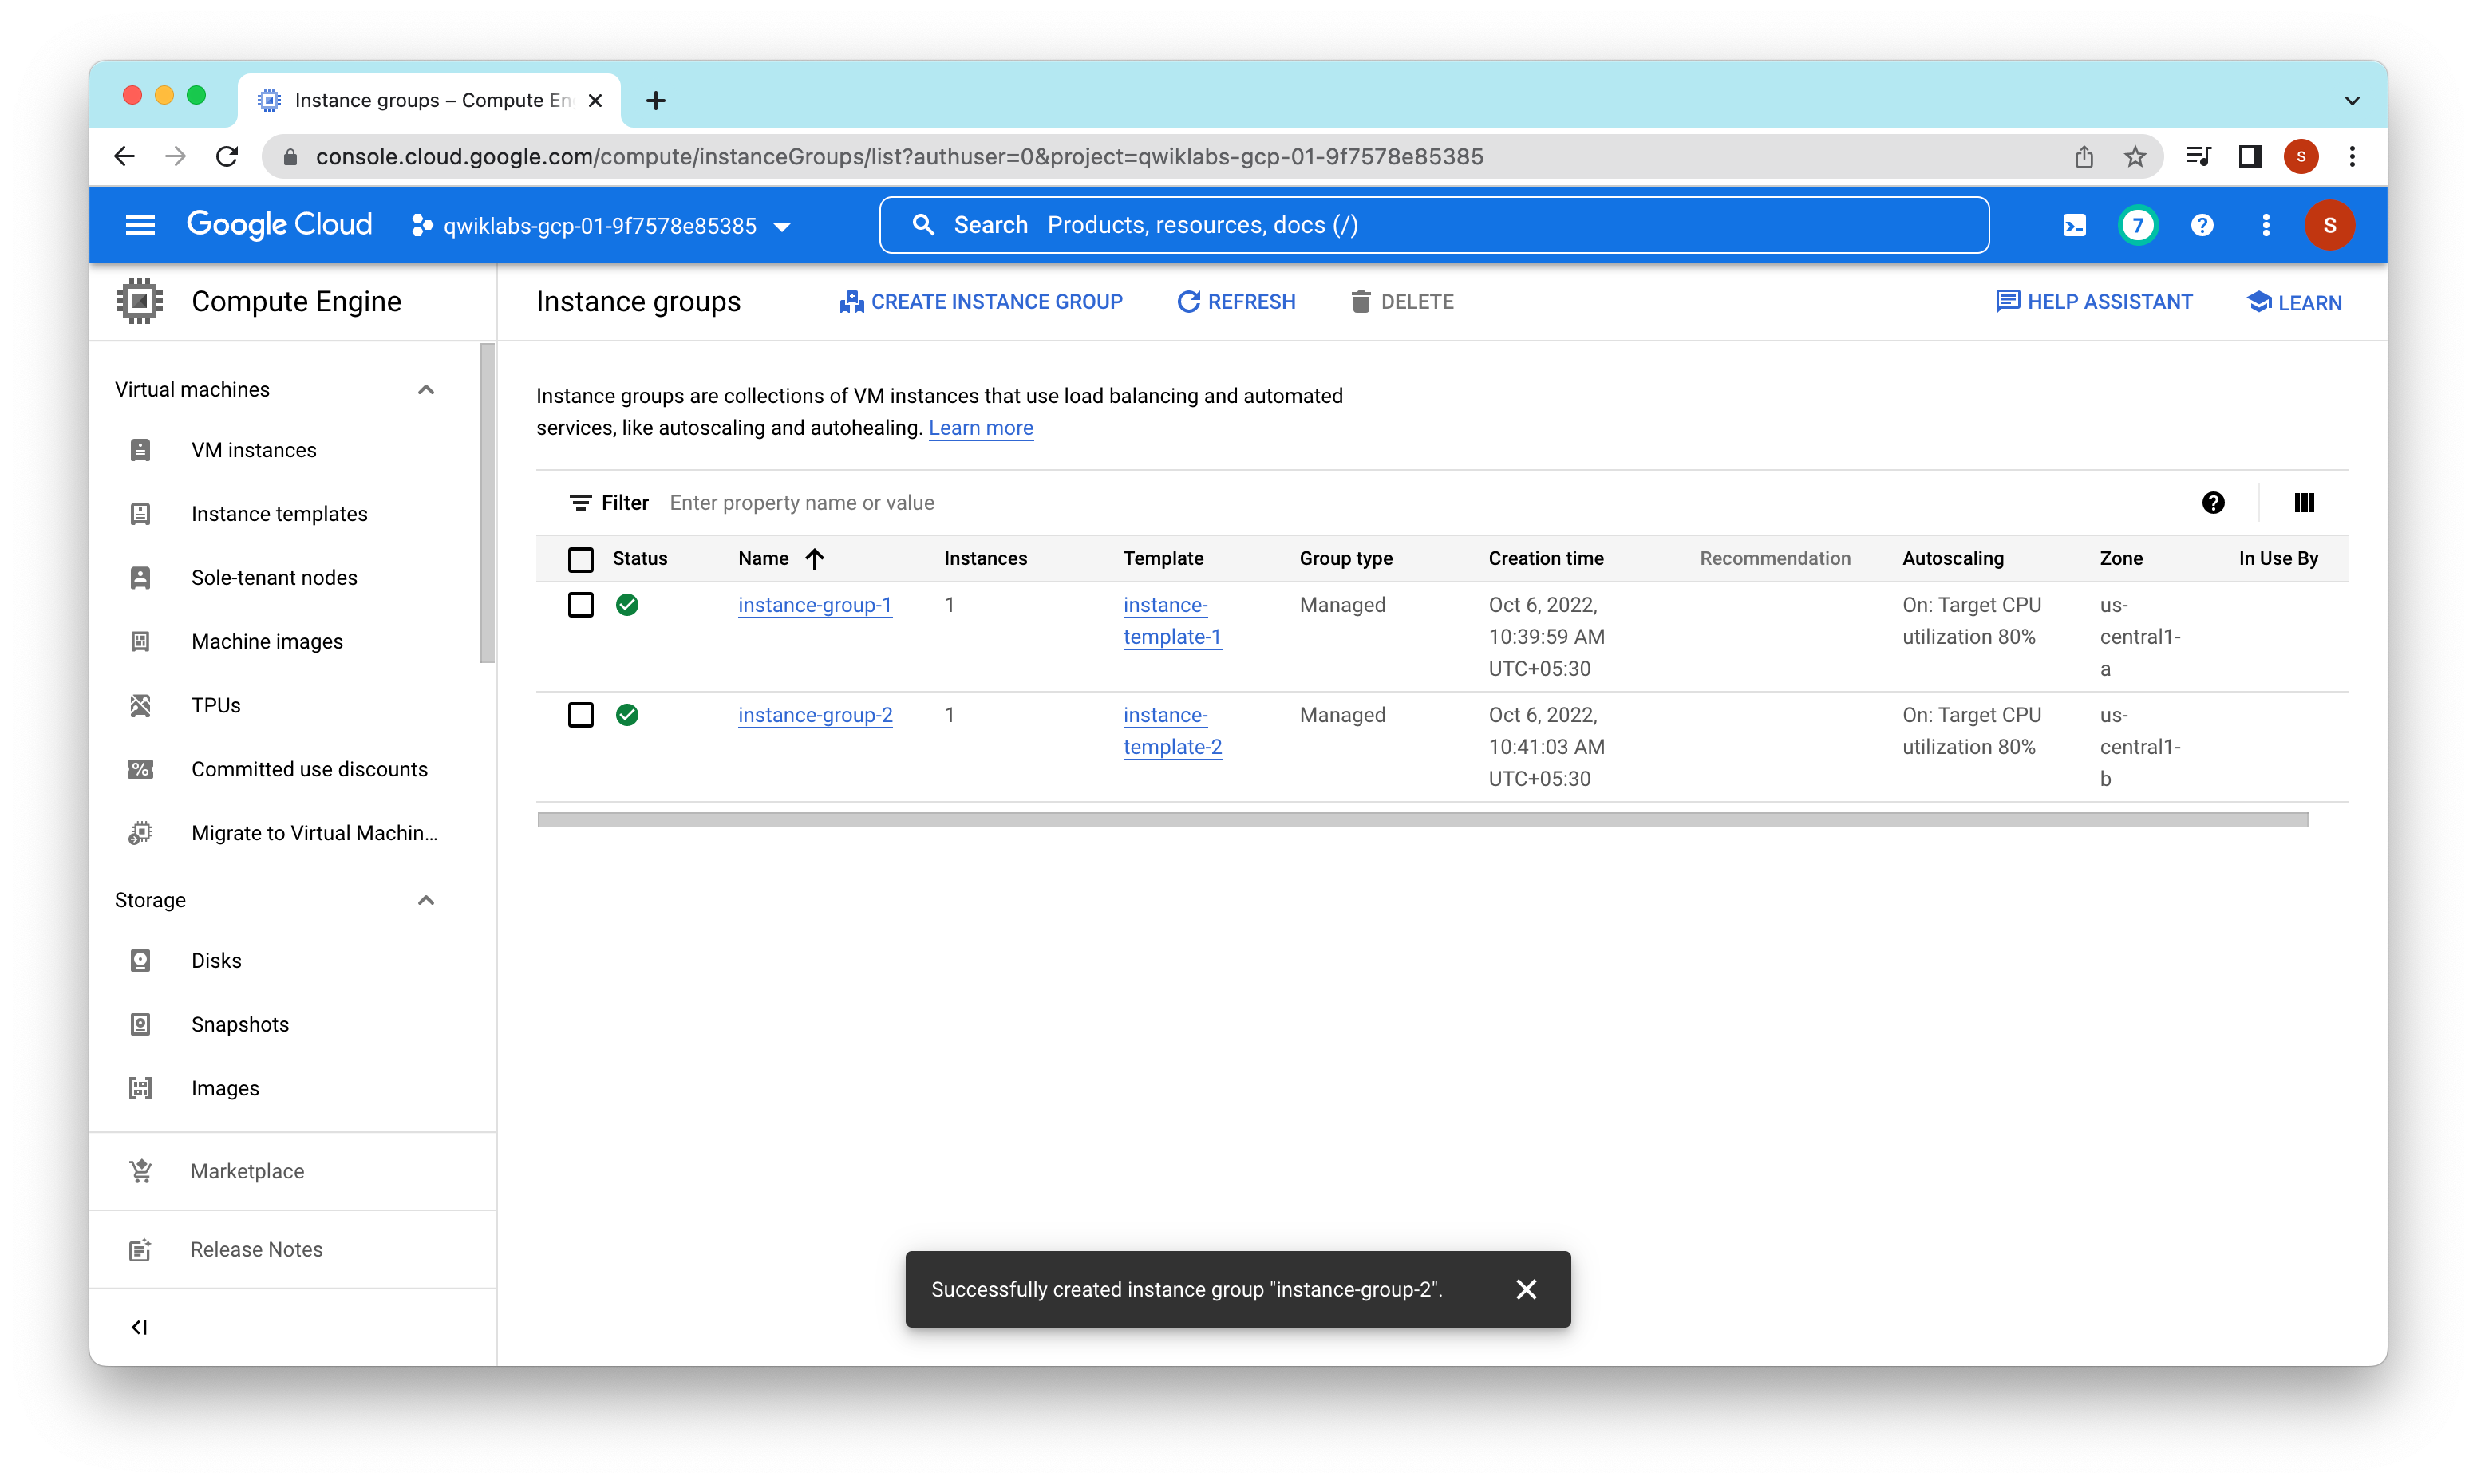 Instance groups – Compute En
console.cloud.google.com/compute/instanceGroups/list?authuser=0&project=qwiklabs-gcp-01-9f7578e85385
S
Google Cloud
qwiklabs-gcp-01-9f7578e85385
Search Products, resources, docs (/)
7
?
S
Compute Engine
Instance groups
CREATE INSTANCE GROUP
REFRESH
DELETE
HELP ASSISTANT
LEARN
Virtual machines
VM instances
Instance templates
Sole-tenant nodes
Machine images
TPUs
Committed use discounts
Migrate to Virtual Machin...
Storage
Disks
Snapshots
Images
Marketplace
Release Notes
Instance groups are collections of VM instances that use load balancing and automated
services, like autoscaling and autohealing. Learn more
Filter Enter property name or value
Status Name Instances Template Group type Creation time Recommendation Autoscaling Zone In Use By
instance-group-1 1 instance- Managed Oct 6, 2022, On: Target CPU us-
template-1 10:39:59 AM utilization 80% central1-
UTC+05:30 a
instance-group-2 1 instance- Managed Oct 6, 2022, On: Target CPU us-
template-2 10:41:03 AM utilization 80% central1-
UTC+05:30 b
Successfully created instance group "instance-group-2".